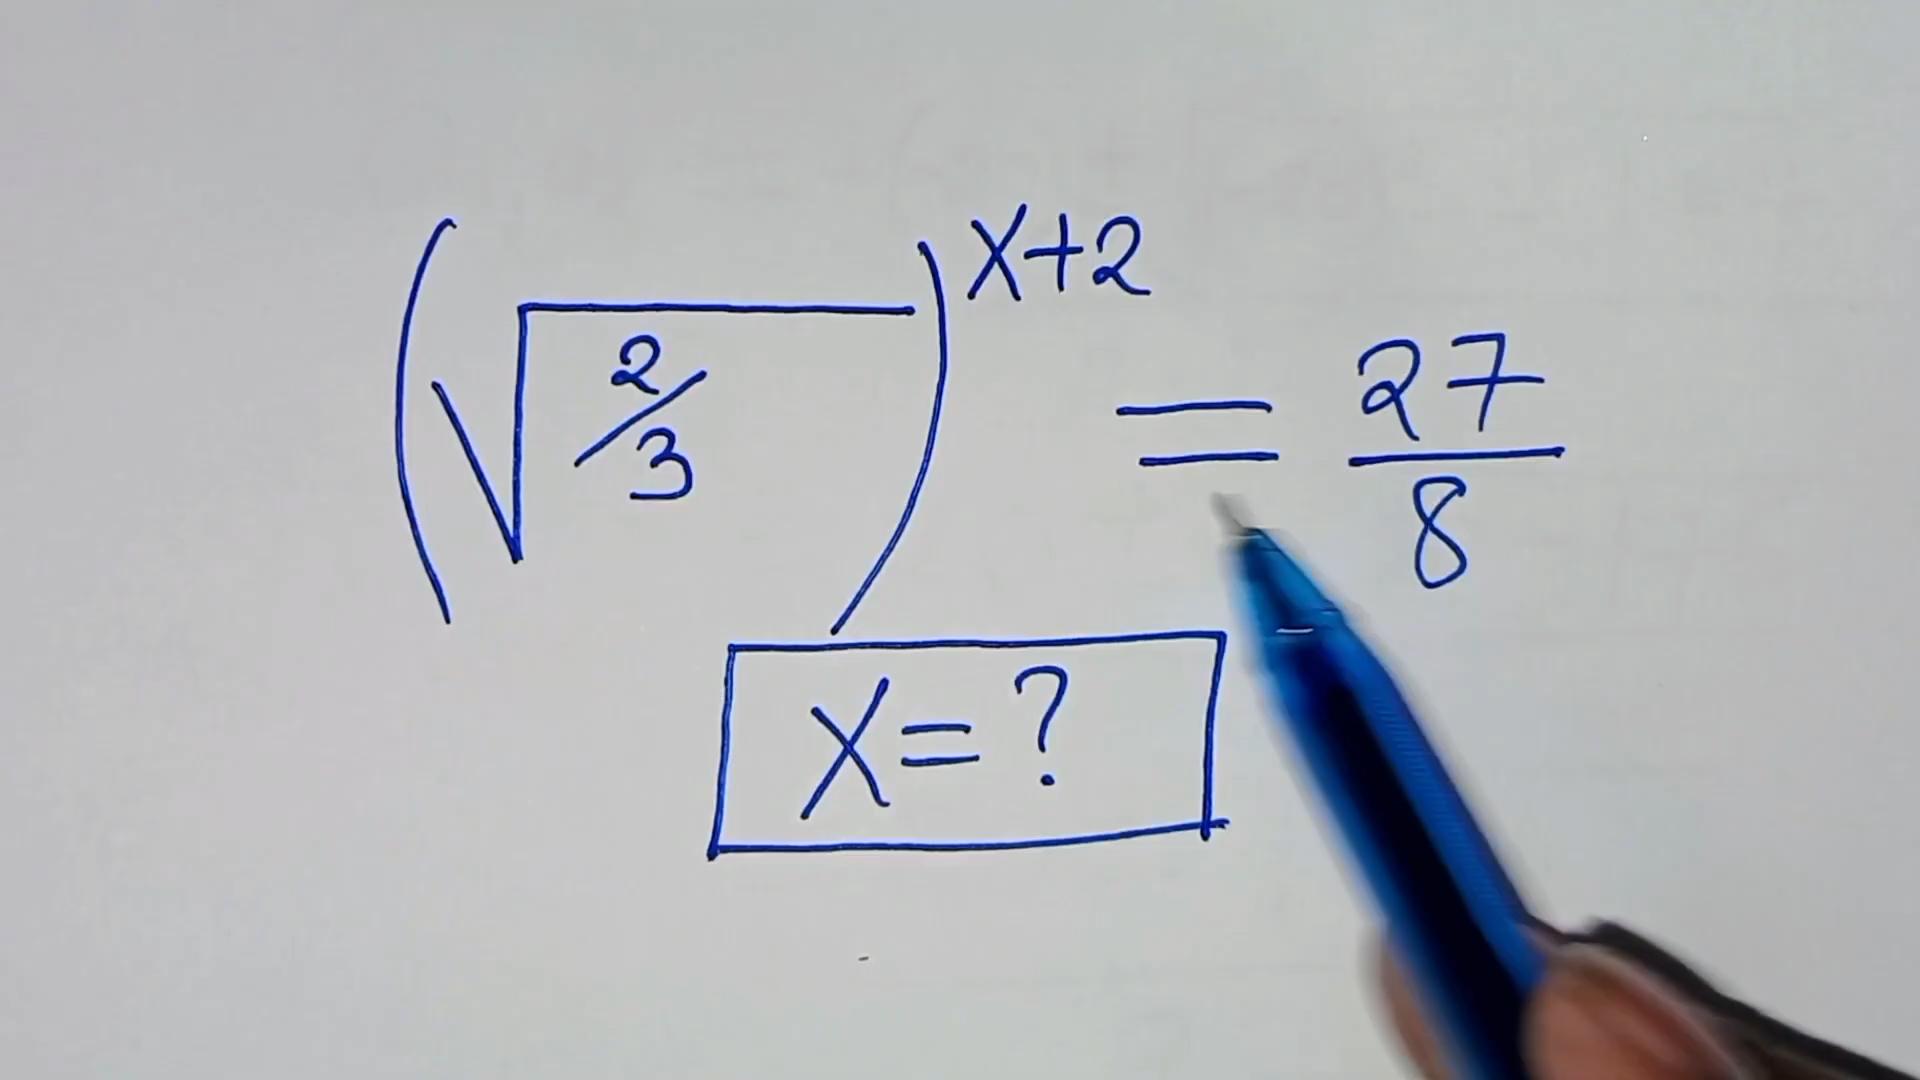 (√2/3)^X+2 = 27/8
X=?